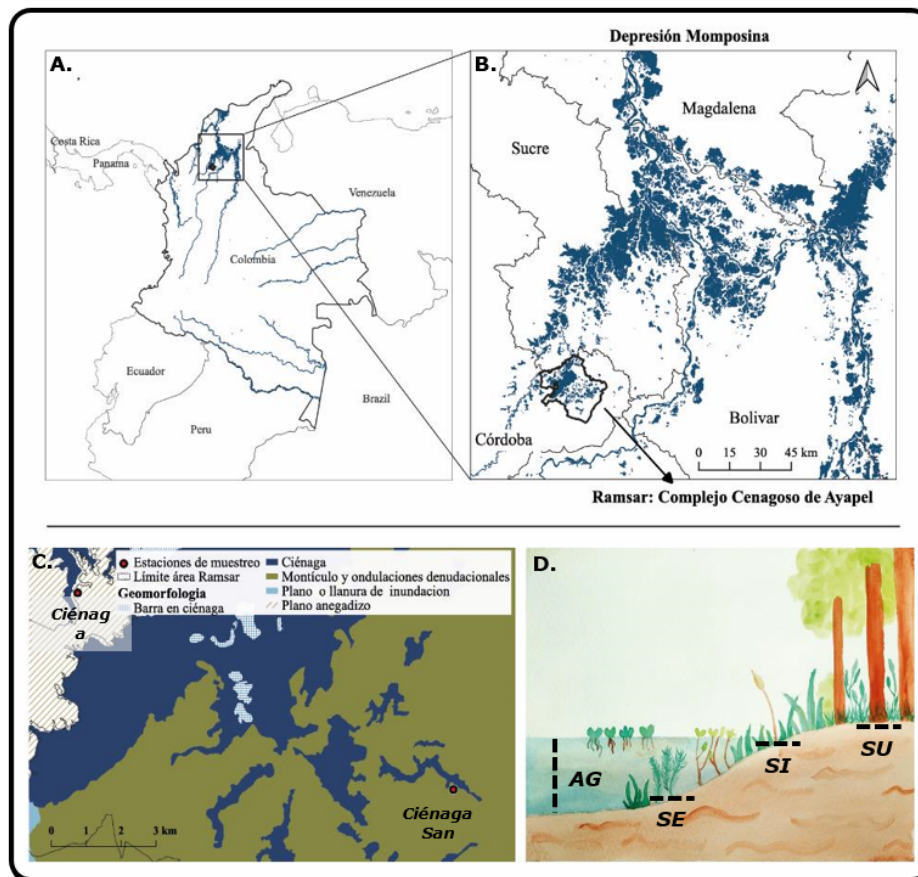 Depresión Momposina
A.
Costa Rica
Panama
Venezuela
Colombia
Ecuador
Peru
Brazil
B.
Magdalena
Sucre
Córdoba
Bolivar
0 15 30 45 km
Ramsar: Complejo Cenagoso de Ayapel
C.
Estaciones de muestreo
Límite área Ramsar
Geomorfologia
Barra en ciénaga
Ciénaga
Montículo y ondulaciones denudacionales
Plano o llanura de inundacion
Plano anegadizo
Ciénag
a
Ciénaga
San
0 1 2 3 km
D.
AG
SE
SI
SU